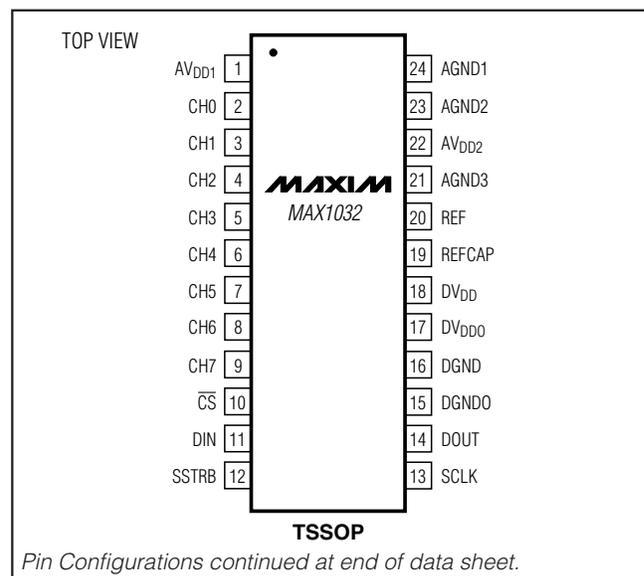 TOP VIEW
AVDD1 1
CH0 2
CH1 3
CH2 4
CH3 5
CH4 6
CH5 7
CH6 8
CH7 9
C̅S̅ 10
DIN 11
SSTRB 12
MAXIM
MAX1032
24 AGND1
23 AGND2
22 AVDD2
21 AGND3
20 REF
19 REFCAP
18 DVDD
17 DVDDO
16 DGND
15 DGNDO
14 DOUT
13 SCLK
TSSOP
Pin Configurations continued at end of data sheet.